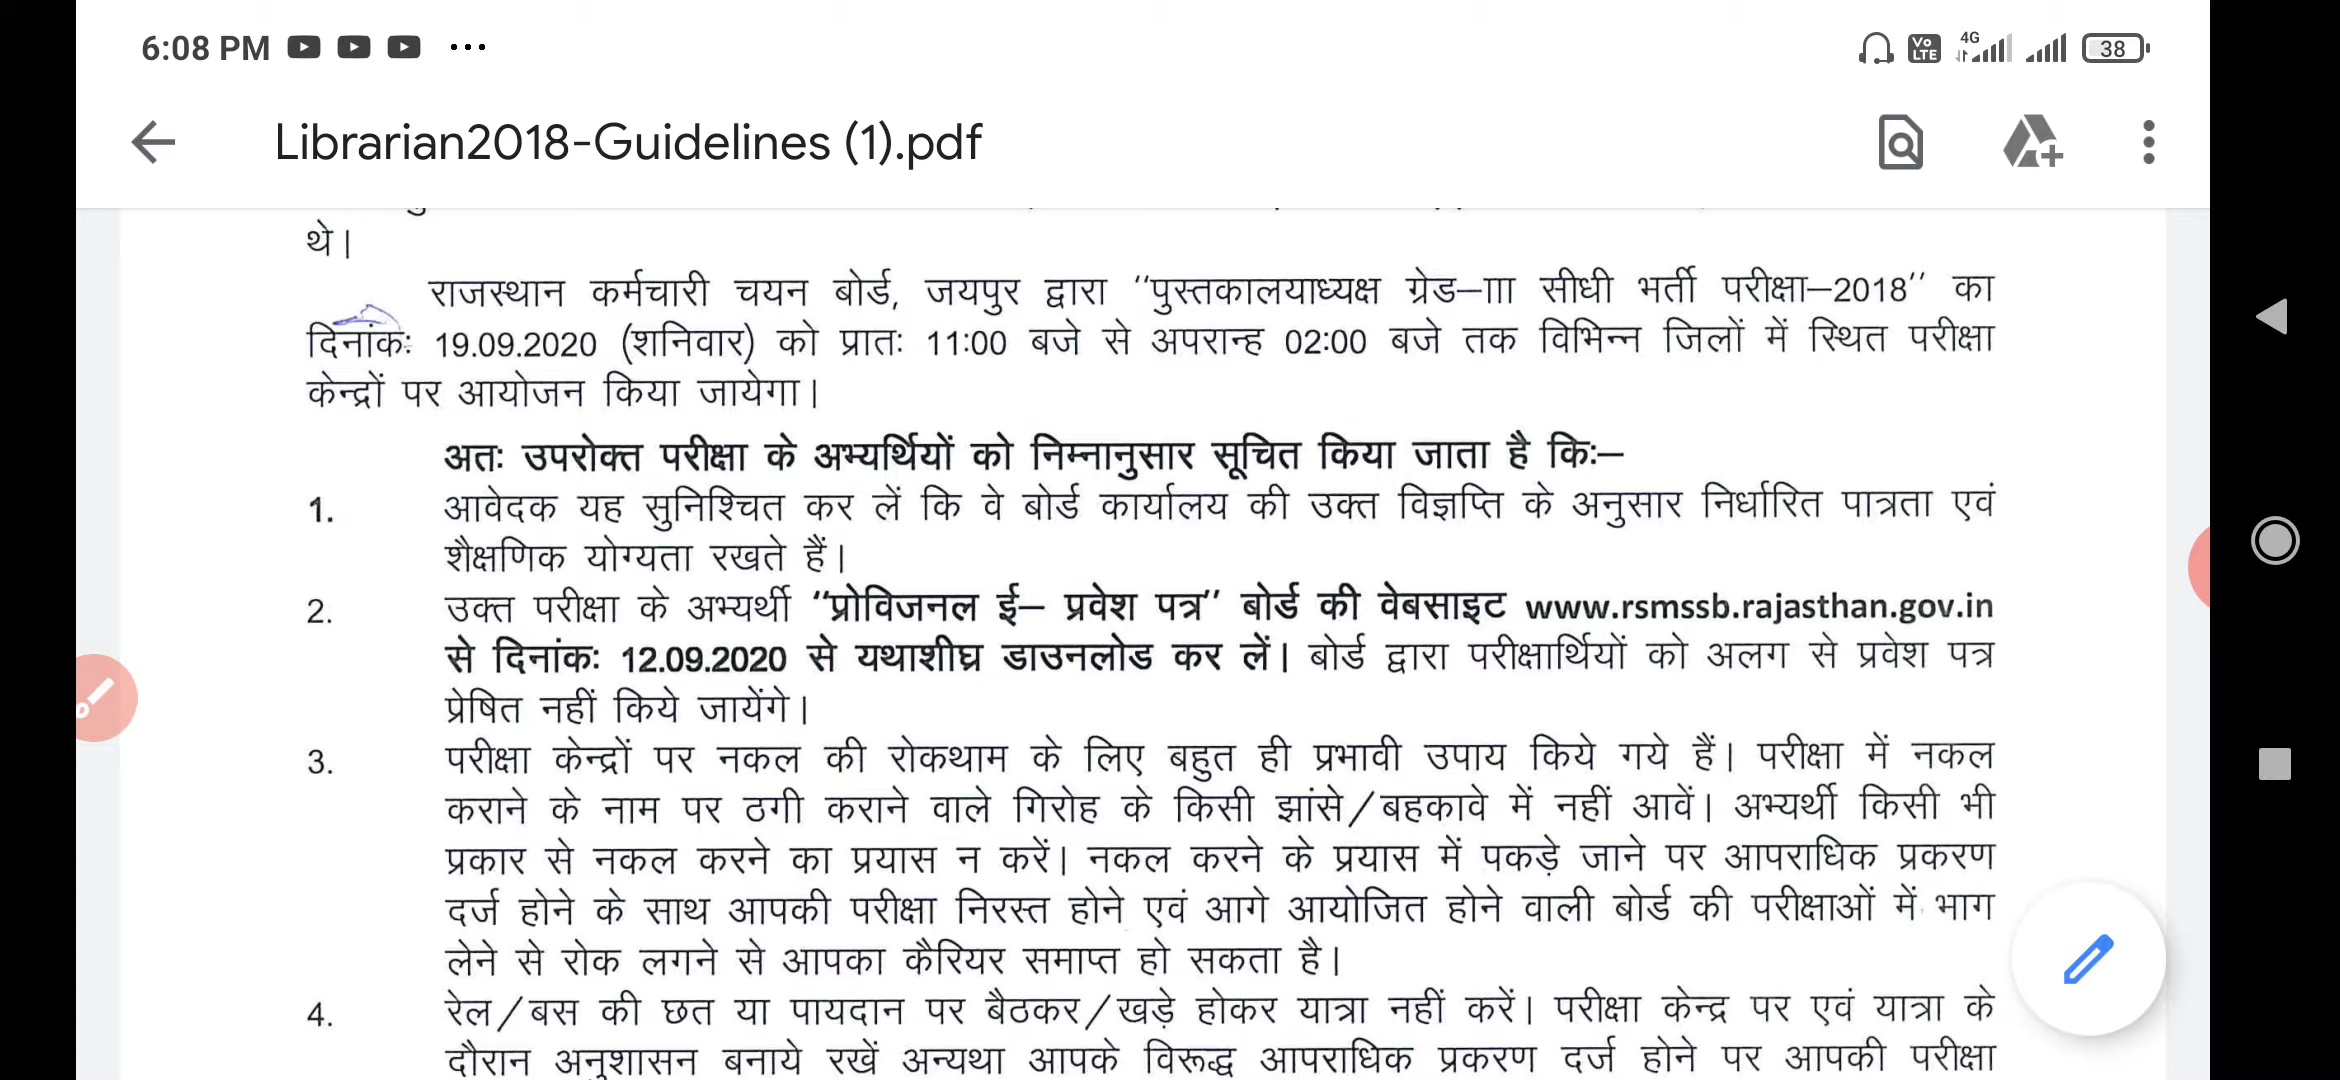 6:08 PM
Vo LTE 4G 38
Librarian2018-Guidelines (1).pdf
थे।
राजस्थान कर्मचारी चयन बोर्ड, जयपुर द्वारा ‘‘पुस्तकालयाध्यक्ष ग्रेड–III सीधी भर्ती परीक्षा–2018’’ का
दिनांकः 19.09.2020 (शनिवार) को प्रातः 11:00 बजे से अपरान्ह 02:00 बजे तक विभिन्न जिलों में स्थित परीक्षा
केन्द्रों पर आयोजन किया जायेगा।
अतः उपरोक्त परीक्षा के अभ्यर्थियों को निम्नानुसार सूचित किया जाता है किः–
1. आवेदक यह सुनिश्चित कर लें कि वे बोर्ड कार्यालय की उक्त विज्ञप्ति के अनुसार निर्धारित पात्रता एवं
शैक्षणिक योग्यता रखते हैं।
2. उक्त परीक्षा के अभ्यर्थी ‘‘प्रोविजनल ई– प्रवेश पत्र’’ बोर्ड की वेबसाइट www.rsmssb.rajasthan.gov.in
से दिनांकः 12.09.2020 से यथाशीघ्र डाउनलोड कर लें। बोर्ड द्वारा परीक्षार्थियों को अलग से प्रवेश पत्र
प्रेषित नहीं किये जायेंगे।
3. परीक्षा केन्द्रों पर नकल की रोकथाम के लिए बहुत ही प्रभावी उपाय किये गये हैं। परीक्षा में नकल
कराने के नाम पर ठगी कराने वाले गिरोह के किसी झांसे/बहकावे में नहीं आवें। अभ्यर्थी किसी भी
प्रकार से नकल करने का प्रयास न करें। नकल करने के प्रयास में पकड़े जाने पर आपराधिक प्रकरण
दर्ज होने के साथ आपकी परीक्षा निरस्त होने एवं आगे आयोजित होने वाली बोर्ड की परीक्षाओं में भाग
लेने से रोक लगने से आपका कैरियर समाप्त हो सकता है।
4. रेल/बस की छत या पायदान पर बैठकर/खड़े होकर यात्रा नहीं करें। परीक्षा केन्द्र पर एवं यात्रा के
दौरान अनुशासन बनाये रखें अन्यथा आपके विरूद्ध आपराधिक प्रकरण दर्ज होने पर आपकी परीक्षा